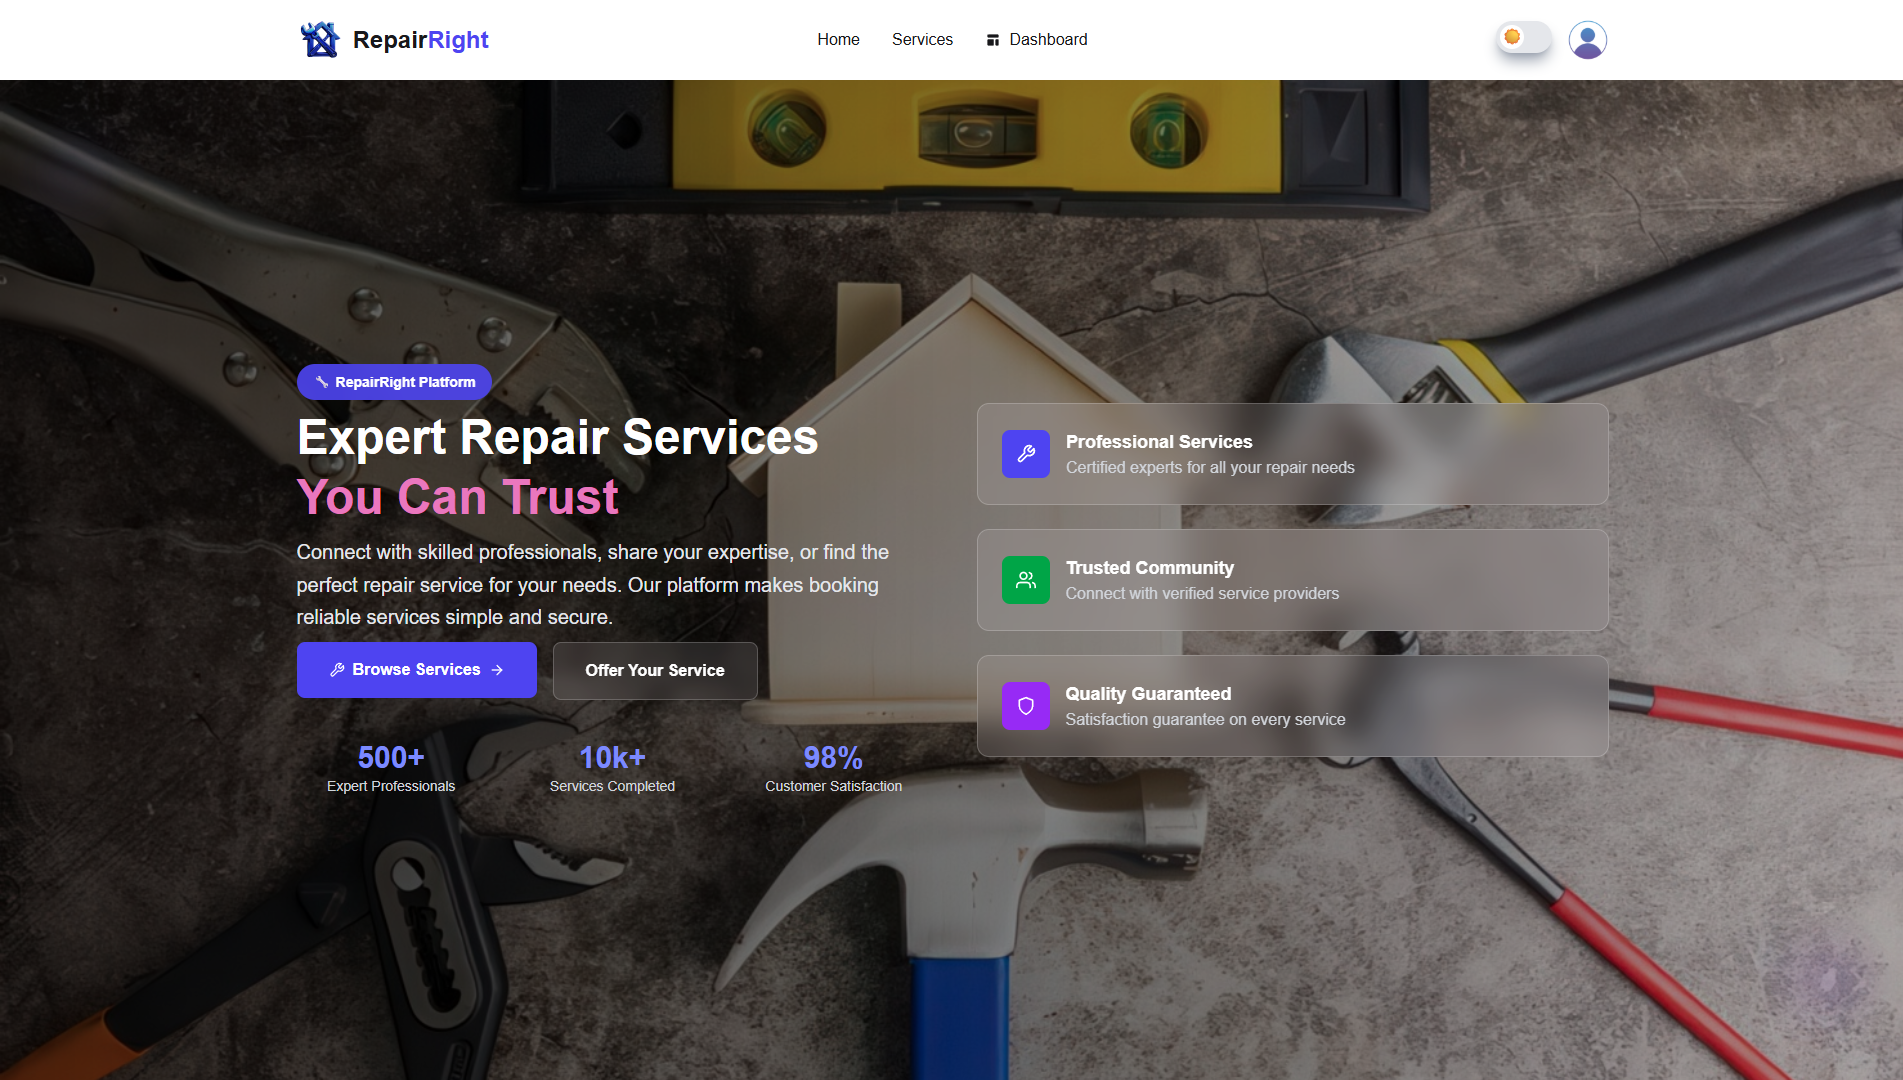 RepairRight
Home
Services
Dashboard
RepairRight Platform
Expert Repair Services
You Can Trust
Connect with skilled professionals, share your expertise, or find the
perfect repair service for your needs. Our platform makes booking
reliable services simple and secure.
Browse Services
Offer Your Service
500+
Expert Professionals
10k+
Services Completed
98%
Customer Satisfaction
Professional Services
Certified experts for all your repair needs
Trusted Community
Connect with verified service providers
Quality Guaranteed
Satisfaction guarantee on every service